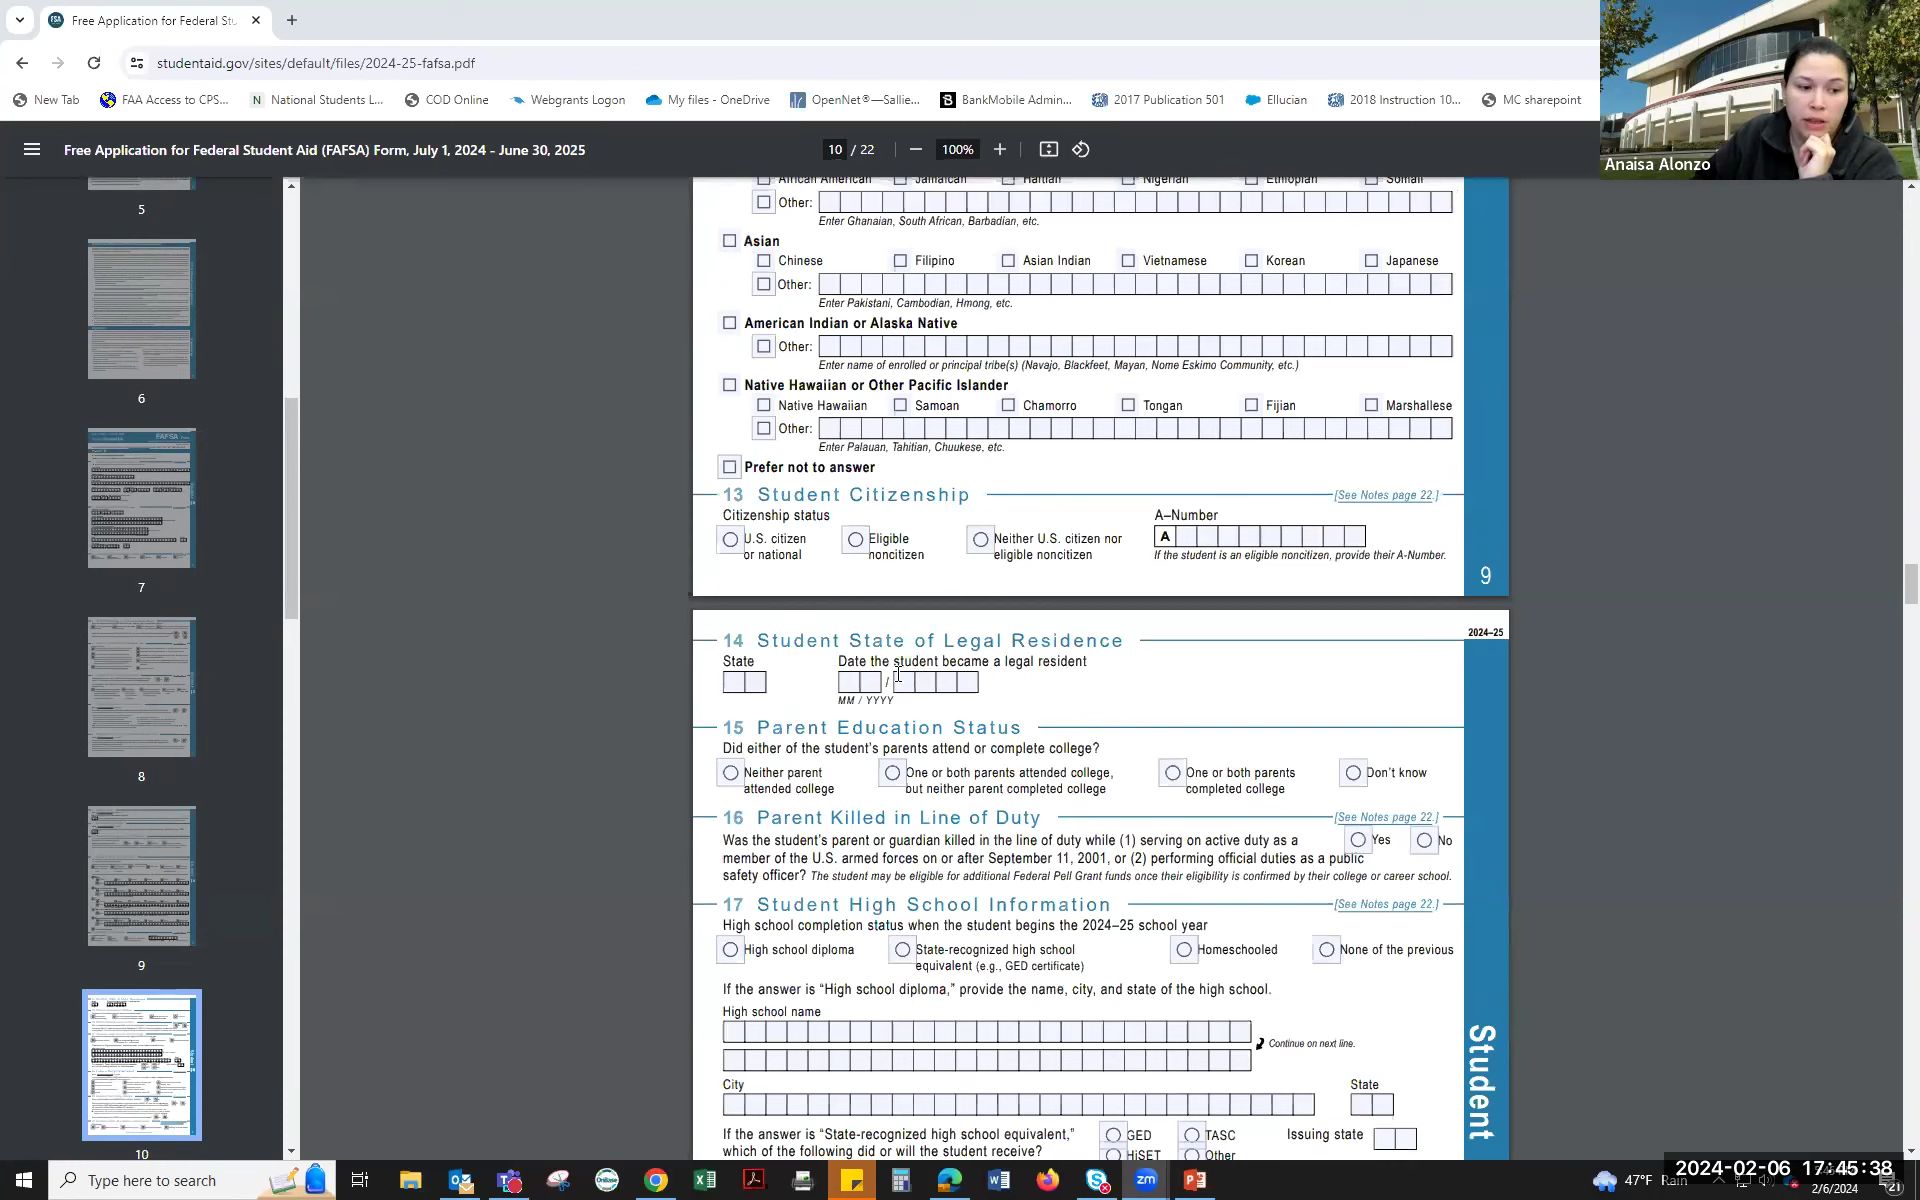 Free Application for Federal Stu
studentaid.gov/sites/default/files/2024-25-fafsa.pdf
New Tab
FAA Access to CPS...
N National Students L...
COD Online
Webgrants Logon
My files - OneDrive
OpenNet®—Sallie...
BankMobile Admin...
2017 Publication 501
Ellucian
2018 Instruction 10...
MC sharepoint
Free Application for Federal Student Aid (FAFSA) Form, July 1, 2024 - June 30, 2025
10 / 22
100%
Anaisa Alonzo
5
6
7
8
9
10
African American Jamaican Haitian Nigerian Ethiopian Somali
Other:
Enter Ghanaian, South African, Barbadian, etc.
Asian
Chinese Filipino Asian Indian Vietnamese Korean Japanese
Other:
Enter Pakistani, Cambodian, Hmong, etc.
American Indian or Alaska Native
Other:
Enter name of enrolled or principal tribe(s) (Navajo, Blackfeet, Mayan, Nome Eskimo Community, etc.)
Native Hawaiian or Other Pacific Islander
Native Hawaiian Samoan Chamorro Tongan Fijian Marshallese
Other:
Enter Palauan, Tahitian, Chuukese, etc.
Prefer not to answer
13 Student Citizenship [See Notes page 22.]
Citizenship status A–Number
U.S. citizen or national
Eligible noncitizen
Neither U.S. citizen nor eligible noncitizen
A
If the student is an eligible noncitizen, provide their A-Number.
9
2024–25
14 Student State of Legal Residence
State Date the student became a legal resident
/
MM / YYYY
15 Parent Education Status
Did either of the student's parents attend or complete college?
Neither parent attended college
One or both parents attended college, but neither parent completed college
One or both parents completed college
Don't know
16 Parent Killed in Line of Duty [See Notes page 22.]
Was the student's parent or guardian killed in the line of duty while (1) serving on active duty as a Yes No
member of the U.S. armed forces on or after September 11, 2001, or (2) performing official duties as a public
safety officer? The student may be eligible for additional Federal Pell Grant funds once their eligibility is confirmed by their college or career school.
17 Student High School Information [See Notes page 22.]
High school completion status when the student begins the 2024–25 school year
High school diploma
State-recognized high school equivalent (e.g., GED certificate)
Homeschooled
None of the previous
If the answer is “High school diploma,” provide the name, city, and state of the high school.
High school name
Continue on next line.
City State
If the answer is “State-recognized high school equivalent,” GED TASC Issuing state
which of the following did or will the student receive? HiSET Other
Student
Type here to search
47°F Rain
2024-02-06 17:45:38
2/6/2024
21